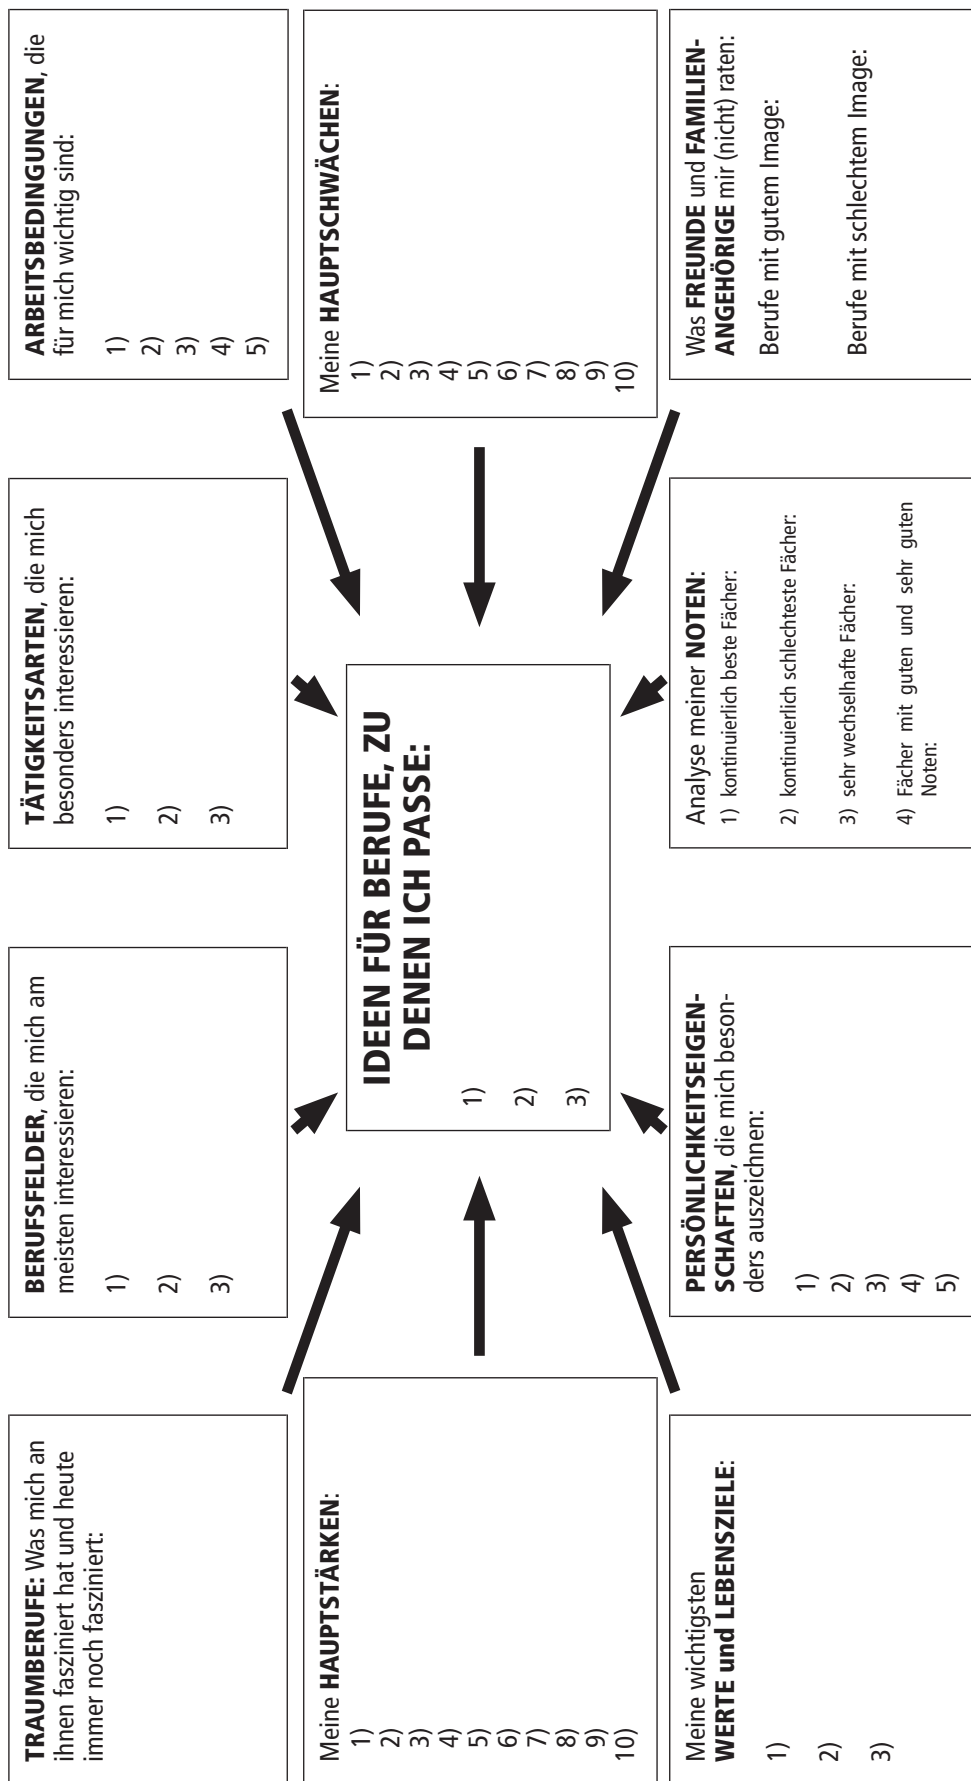 TRAUMBERUFE: Was mich an
ihnen fasziniert hat und heute
immer noch fasziniert:
BERUFSFELDER, die mich am
meisten interessieren:
1)
2)
3)
TÄTIGKEITSARTEN, die mich
besonders interessieren:
1)
2)
3)
ARBEITSBEDINGUNGEN, die
für mich wichtig sind:
1)
2)
3)
4)
5)
Meine HAUPTSTÄRKEN:
1)
2)
3)
4)
5)
6)
7)
8)
9)
10)
IDEEN FÜR BERUFE, ZU
DENEN ICH PASSE:
1)
2)
3)
Meine HAUPTSCHWÄCHEN:
1)
2)
3)
4)
5)
6)
7)
8)
9)
10)
Meine wichtigsten
WERTE und LEBENSZIELE:
1)
2)
3)
PERSÖNLICHKEITSEIGEN-
SCHAFTEN, die mich beson-
ders auszeichnen:
1)
2)
3)
4)
5)
Analyse meiner NOTEN:
1) kontinuierlich beste Fächer:
2) kontinuierlich schlechteste Fächer:
3) sehr wechselhafte Fächer:
4) Fächer mit guten und sehr guten
Noten:
Was FREUNDE und FAMILIEN-
ANGEHÖRIGE mir (nicht) raten:
Berufe mit gutem Image:
Berufe mit schlechtem Image: